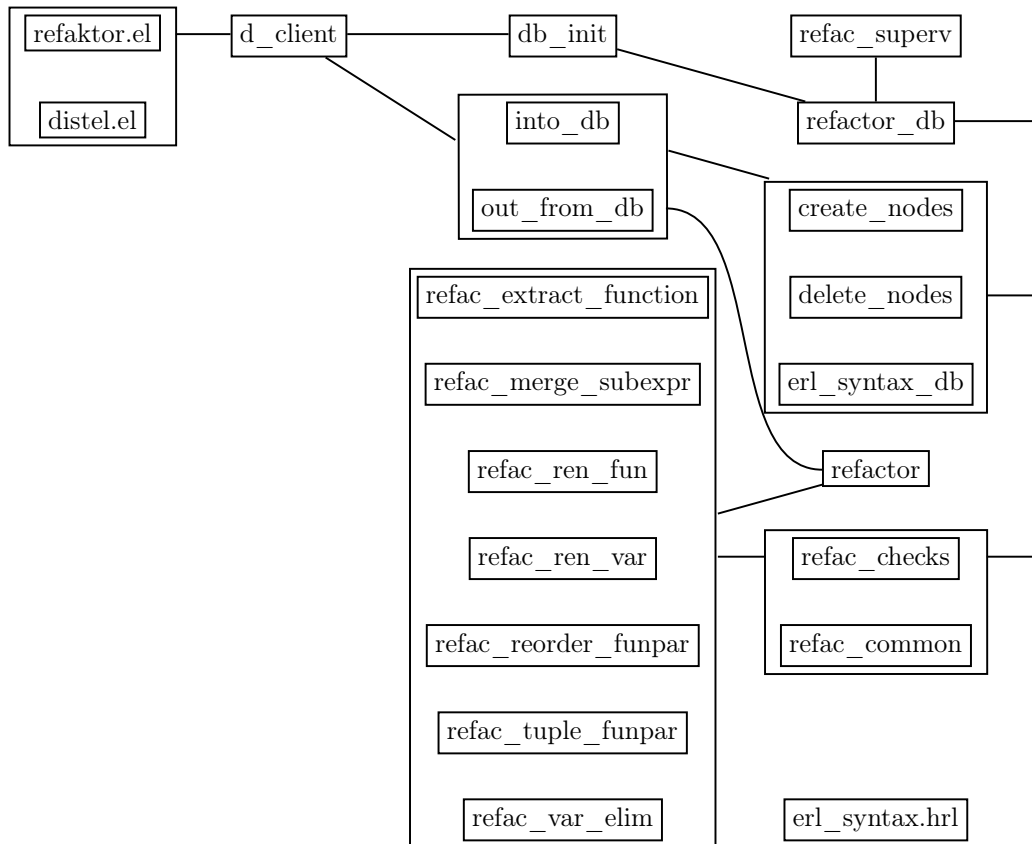 refaktor.el
d_client
db_init
refac_superv
distel.el
into_db
refactor_db
out_from_db
create_nodes
refac_extract_function
delete_nodes
refac_merge_subexpr
erl_syntax_db
refac_ren_fun
refactor
refac_ren_var
refac_checks
refac_reorder_funpar
refac_common
refac_tuple_funpar
refac_var_elim
erl_syntax.hrl